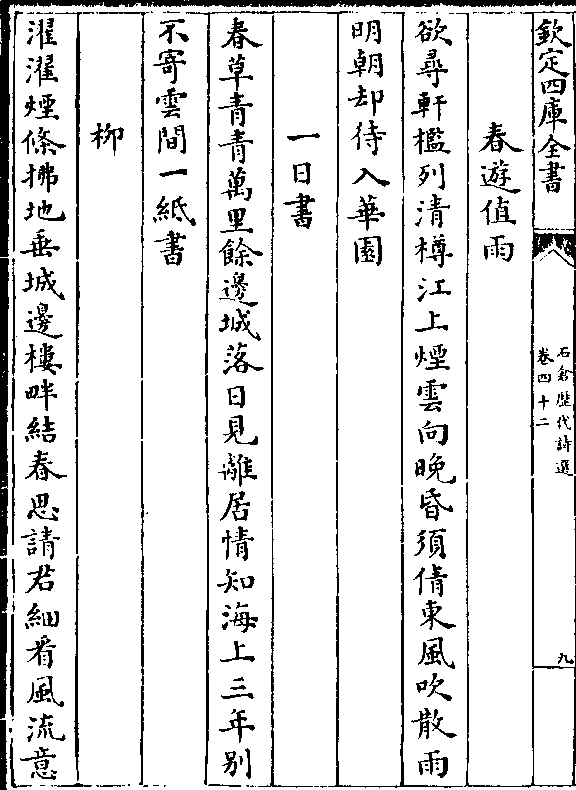 欽定四庫全書
石倉歷代詩選
卷四十二
九
春遊值雨
欲尋軒檻列清樽江上煙雲向晚昏須倩東風吹散雨
明朝却待入華園
一日書
春草青青萬里餘邊城落日見離居情知海上三年别
不寄雲間一紙書
柳
濯濯煙條拂地垂城邊樓畔結春思請君細看風流意